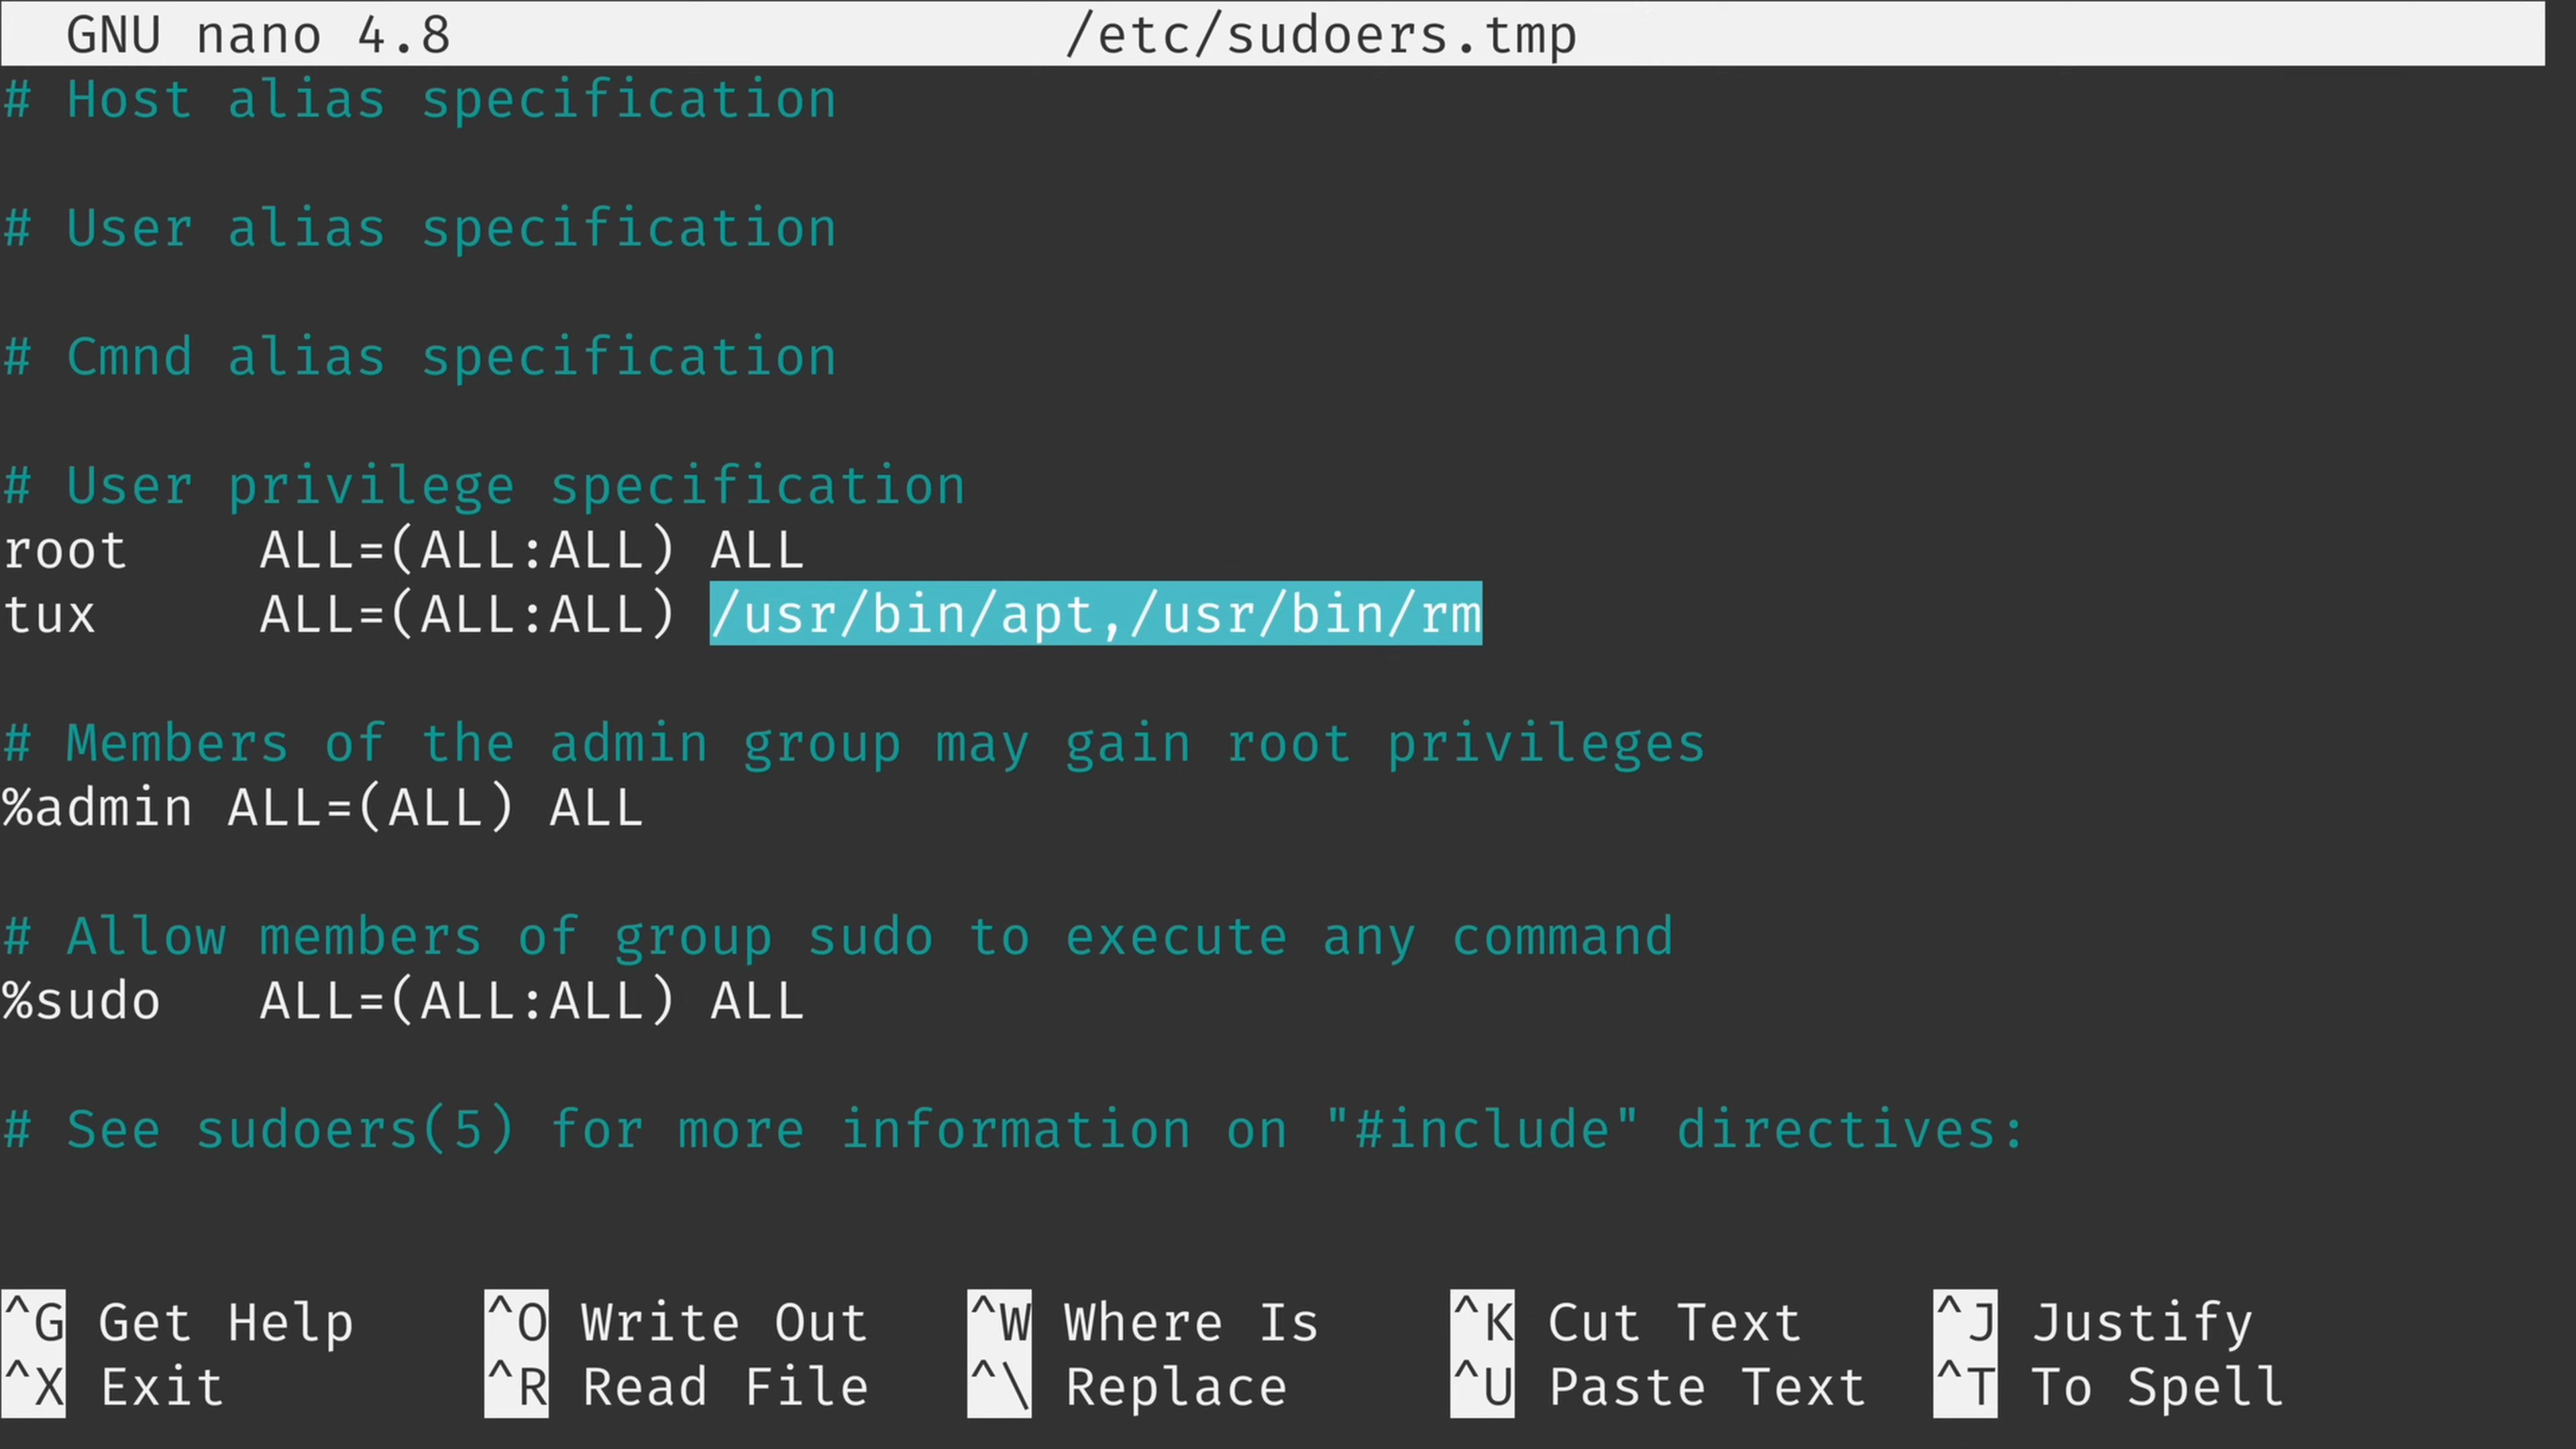 GNU nano 4.8 /etc/sudoers.tmp
# Host alias specification
# User alias specification
# Cmnd alias specification
# User privilege specification
root    ALL=(ALL:ALL) ALL
tux     ALL=(ALL:ALL) /usr/bin/apt,/usr/bin/rm
# Members of the admin group may gain root privileges
%admin ALL=(ALL) ALL
# Allow members of group sudo to execute any command
%sudo   ALL=(ALL:ALL) ALL
# See sudoers(5) for more information on "#include" directives:
^G Get Help ^O Write Out ^W Where Is ^K Cut Text ^J Justify
^X Exit ^R Read File ^\ Replace ^U Paste Text ^T To Spell